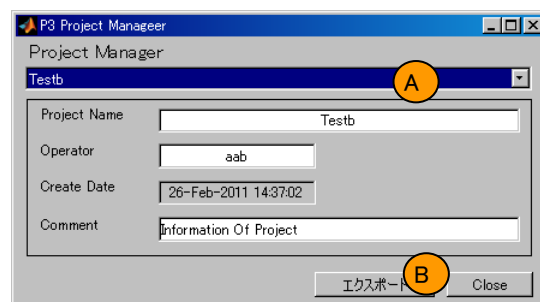 P3 Project Manageer
Project Manager
Testb
A
Project Name
Testb
Operator
aab
Create Date
26-Feb-2011 14:37:02
Comment
Information Of Project
エクスポート
B
Close